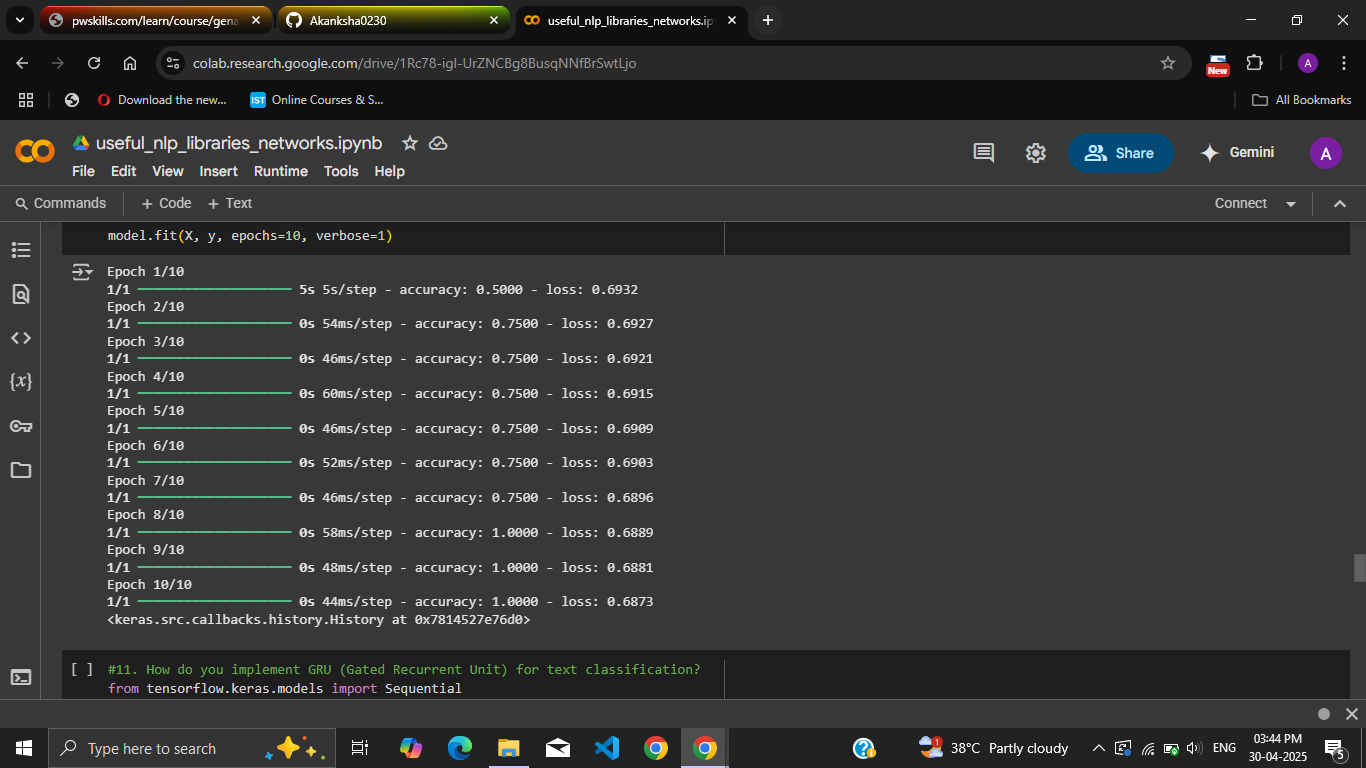 pwskills.com/learn/course/gena
Akanksha0230
useful_nlp_libraries_networks.ip
colab.research.google.com/drive/1Rc78-igI-UrZNCBg8BusqNNfBrSwtLjo
New
A
Download the new...
IST
Online Courses & S...
All Bookmarks
useful_nlp_libraries_networks.ipynb
File Edit View Insert Runtime Tools Help
Share
Gemini
A
Commands + Code + Text
Connect
model.fit(X, y, epochs=10, verbose=1)
Epoch 1/10
1/1 ━━━━━━━━━━━━━━━━━━━━ 5s 5s/step - accuracy: 0.5000 - loss: 0.6932
Epoch 2/10
1/1 ━━━━━━━━━━━━━━━━━━━━ 0s 54ms/step - accuracy: 0.7500 - loss: 0.6927
Epoch 3/10
1/1 ━━━━━━━━━━━━━━━━━━━━ 0s 46ms/step - accuracy: 0.7500 - loss: 0.6921
Epoch 4/10
1/1 ━━━━━━━━━━━━━━━━━━━━ 0s 60ms/step - accuracy: 0.7500 - loss: 0.6915
Epoch 5/10
1/1 ━━━━━━━━━━━━━━━━━━━━ 0s 46ms/step - accuracy: 0.7500 - loss: 0.6909
Epoch 6/10
1/1 ━━━━━━━━━━━━━━━━━━━━ 0s 52ms/step - accuracy: 0.7500 - loss: 0.6903
Epoch 7/10
1/1 ━━━━━━━━━━━━━━━━━━━━ 0s 46ms/step - accuracy: 0.7500 - loss: 0.6896
Epoch 8/10
1/1 ━━━━━━━━━━━━━━━━━━━━ 0s 58ms/step - accuracy: 1.0000 - loss: 0.6889
Epoch 9/10
1/1 ━━━━━━━━━━━━━━━━━━━━ 0s 48ms/step - accuracy: 1.0000 - loss: 0.6881
Epoch 10/10
1/1 ━━━━━━━━━━━━━━━━━━━━ 0s 44ms/step - accuracy: 1.0000 - loss: 0.6873
<keras.src.callbacks.history.History at 0x7814527e76d0>
[ ] #11. How do you implement GRU (Gated Recurrent Unit) for text classification?
from tensorflow.keras.models import Sequential
Type here to search
1
38°C Partly cloudy
ENG
03:44 PM
30-04-2025
5